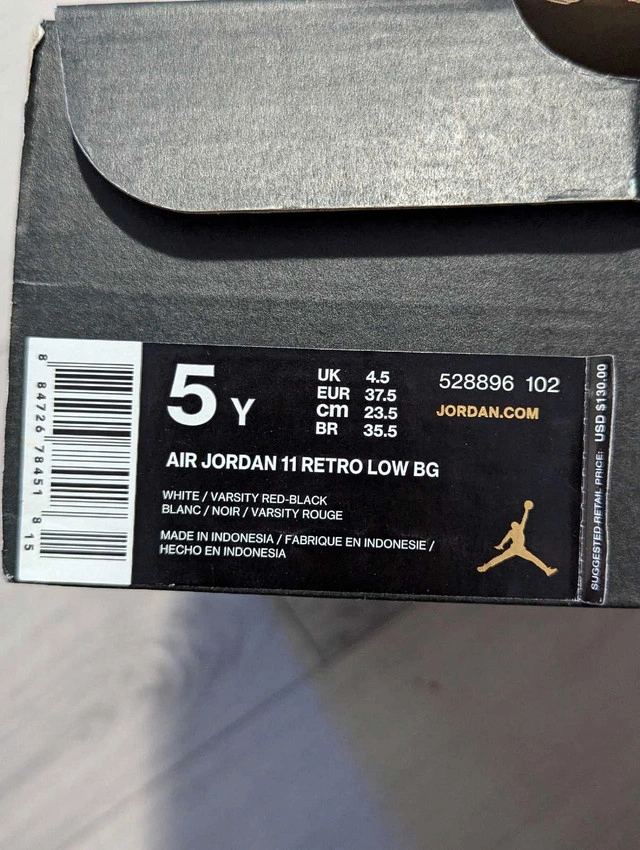 8 84726 78451 8 15
5 Y
UK 4.5
EUR 37.5
cm 23.5
BR 35.5
528896 102
JORDAN.COM
AIR JORDAN 11 RETRO LOW BG
WHITE / VARSITY RED-BLACK
BLANC / NOIR / VARSITY ROUGE
MADE IN INDONESIA / FABRIQUE EN INDONESIE /
HECHO EN INDONESIA
SUGGESTED RETAIL PRICE: USD $130.00